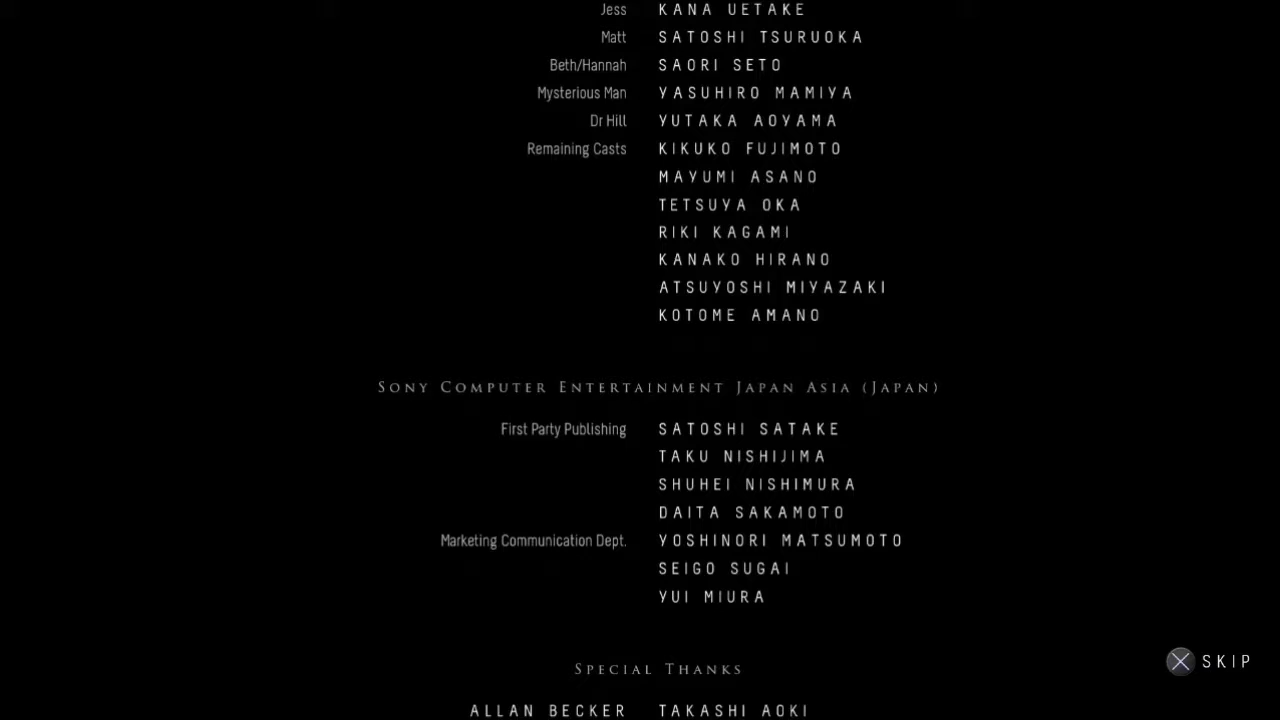 Jess KANA UETAKE
Matt SATOSHI TSURUOKA
Beth/Hannah SAORI SETO
Mysterious Man YASUHIRO MAMIYA
Dr Hill YUTAKA AOYAMA
Remaining Casts KIKUKO FUJIMOTO
MAYUMI ASANO
TETSUYA OKA
RIKI KAGAMI
KANAKO HIRANO
ATSUYOSHI MIYAZAKI
KOTOME AMANO
SONY COMPUTER ENTERTAINMENT JAPAN ASIA (JAPAN)
First Party Publishing SATOSHI SATAKE
TAKU NISHIJIMA
SHUHEI NISHIMURA
DAITA SAKAMOTO
Marketing Communication Dept. YOSHINORI MATSUMOTO
SEIGO SUGAI
YUI MIURA
SKIP
SPECIAL THANKS
ALLAN BECKER TAKASHI AOKI